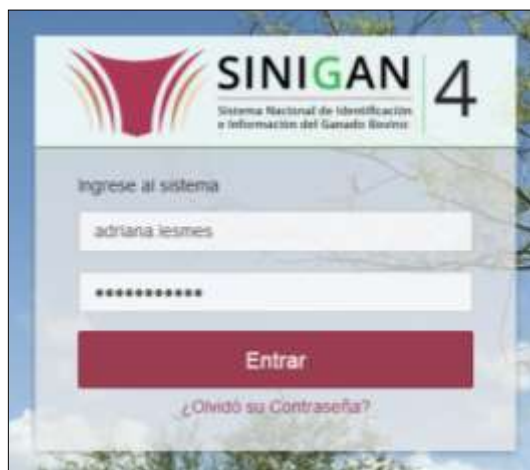 SINIGAN 4
Sistema Nacional de Identificación
e Información del Ganado Bovino
Ingrese al sistema
adriana lesmes
•••••••••••
Entrar
¿Olvidó su Contraseña?